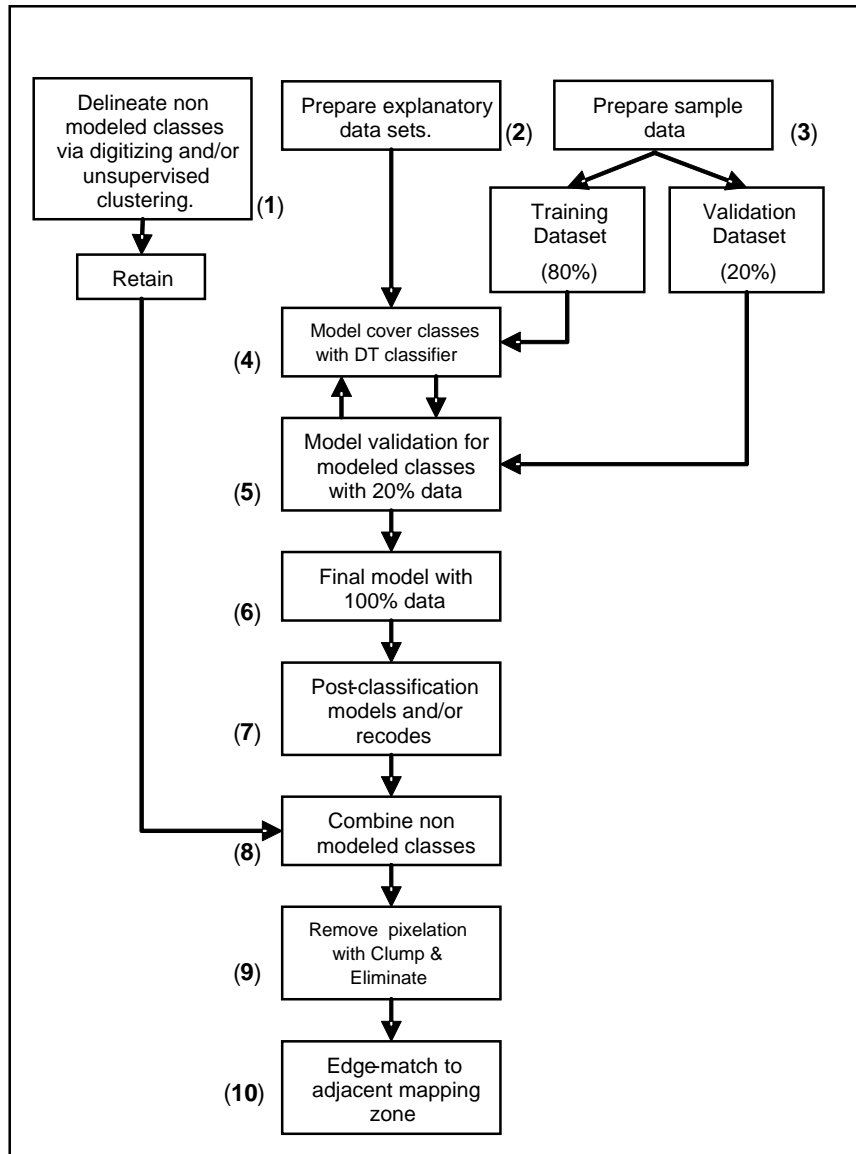 Delineate non
modeled classes
via digitizing and/or
unsupervised
clustering.
(1)
Retain
Prepare explanatory
data sets.
(2)
Prepare sample
data
(3)
Training
Dataset
(80%)
Validation
Dataset
(20%)
Model cover classes
with DT classifier
(4)
Model validation for
modeled classes
with 20% data
(5)
Final model with
100% data
(6)
Post-classification
models and/or
recodes
(7)
Combine non
modeled classes
(8)
Remove pixelation
with Clump &
Eliminate
(9)
Edge-match to
adjacent mapping
zone
(10)